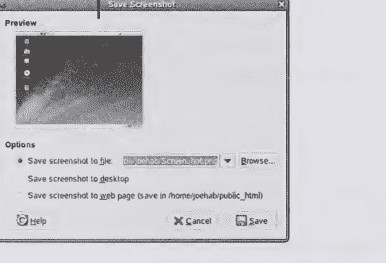 Save Screenshot
Preview
Options
Save screenshot to file: Browse...
Save screenshot to desktop
Save screenshot to web page (save in /home/joehab/public_html)
Help Cancel Save